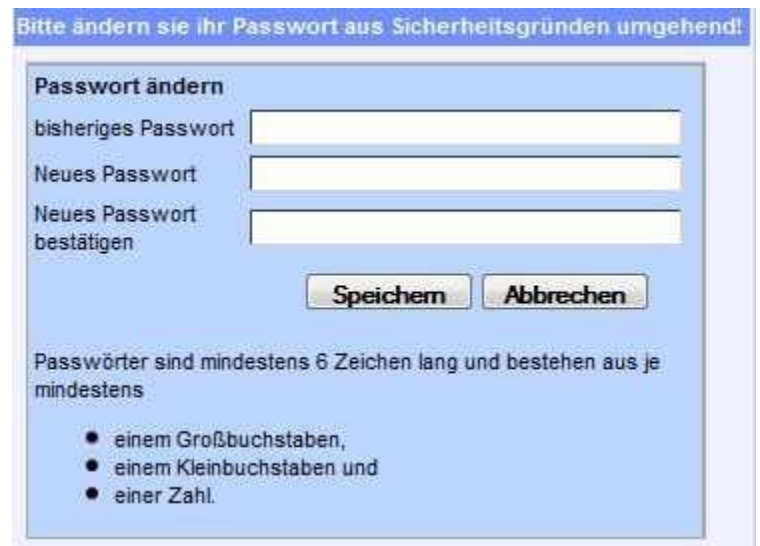 Bitte ändern sie ihr Passwort aus Sicherheitsgründen umgehend!
Passwort ändern
bisheriges Passwort
Neues Passwort
Neues Passwort
bestätigen
Speichern Abbrechen
Passwörter sind mindestens 6 Zeichen lang und bestehen aus je
mindestens
• einem Großbuchstaben,
• einem Kleinbuchstaben und
• einer Zahl.